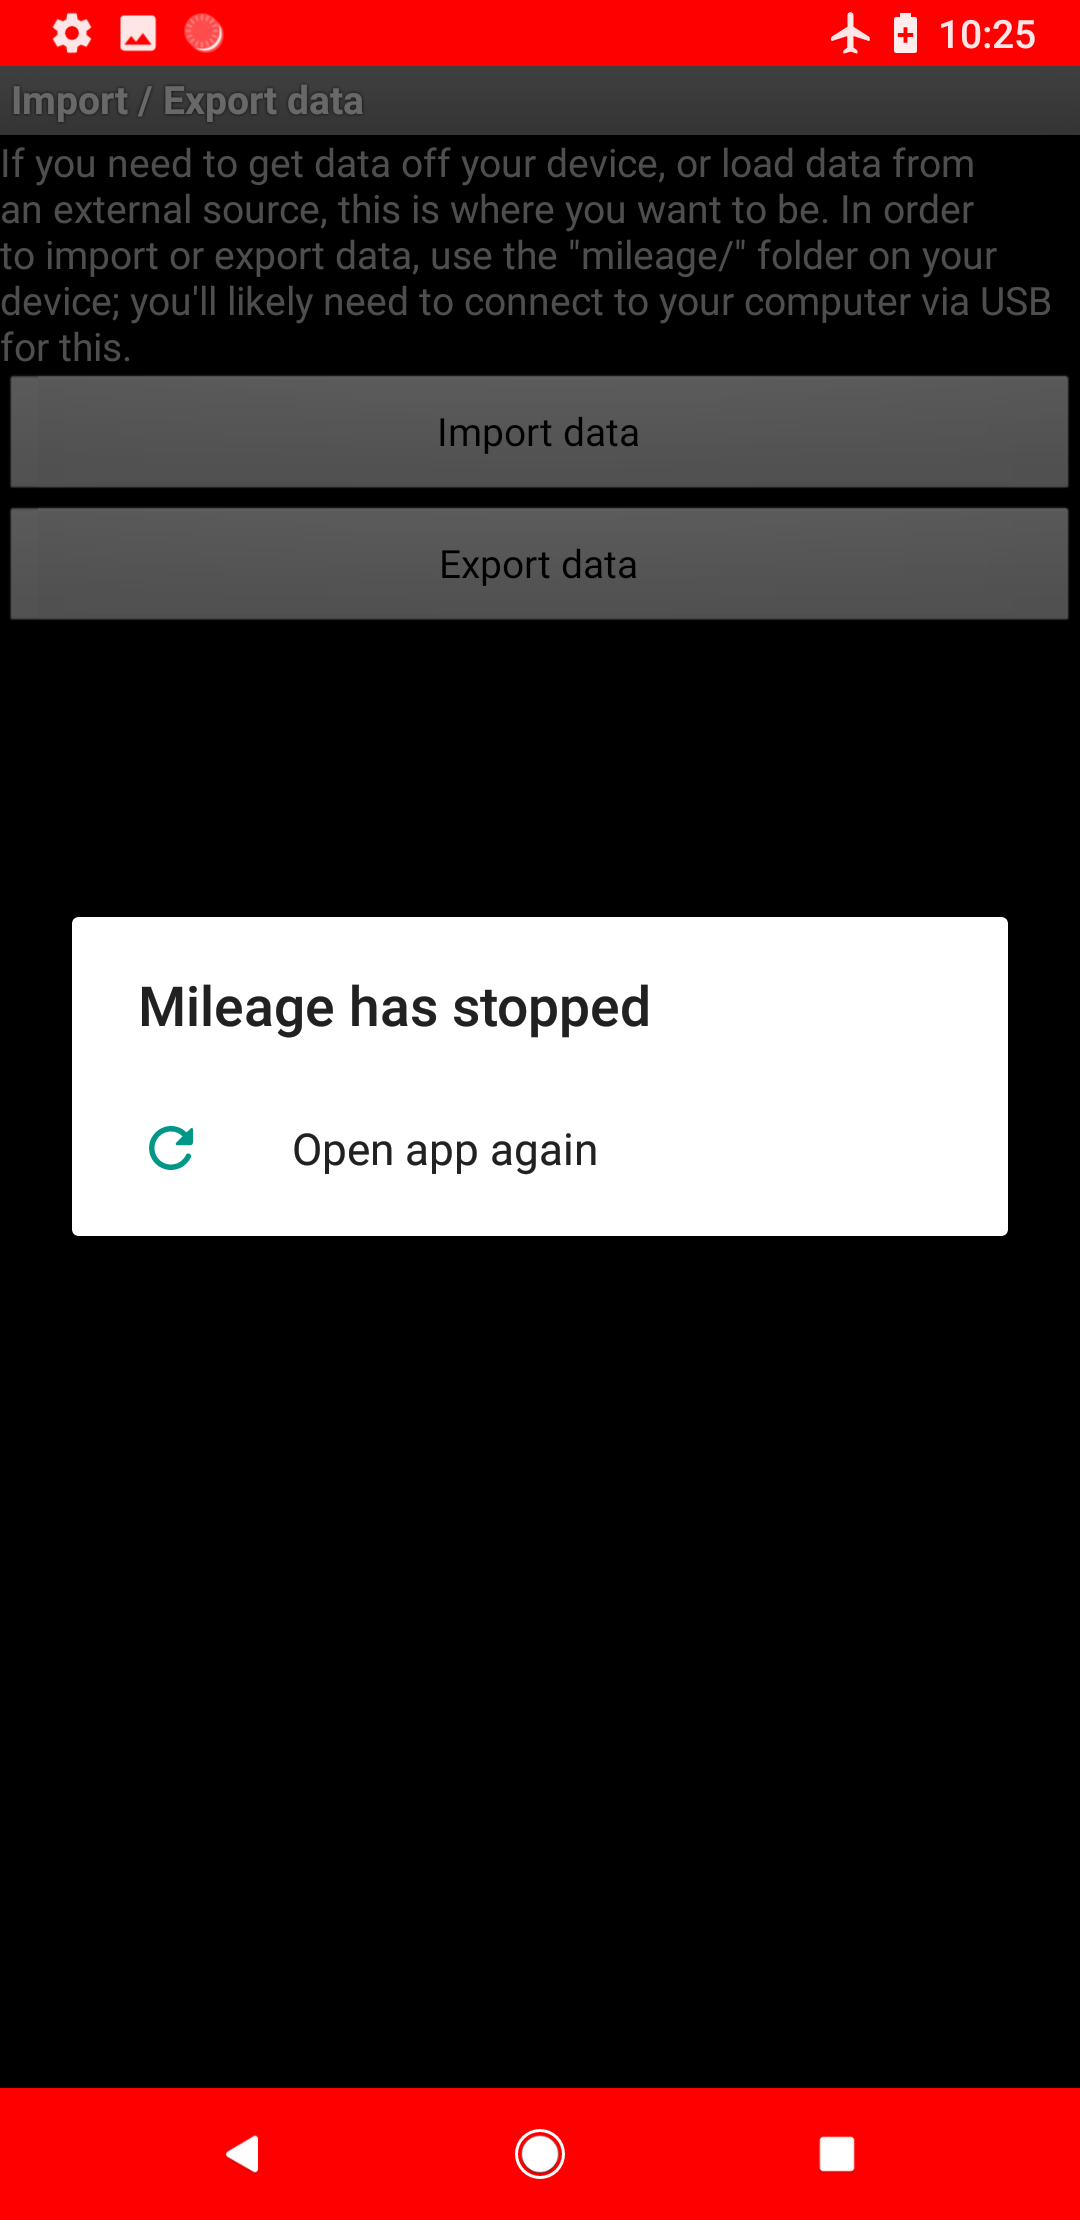 10:25
Import / Export data
If you need to get data off your device, or load data from
an external source, this is where you want to be. In order
to import or export data, use the "mileage/" folder on your
device; you'll likely need to connect to your computer via USB
for this.
Import data
Export data
Mileage has stopped
Open app again